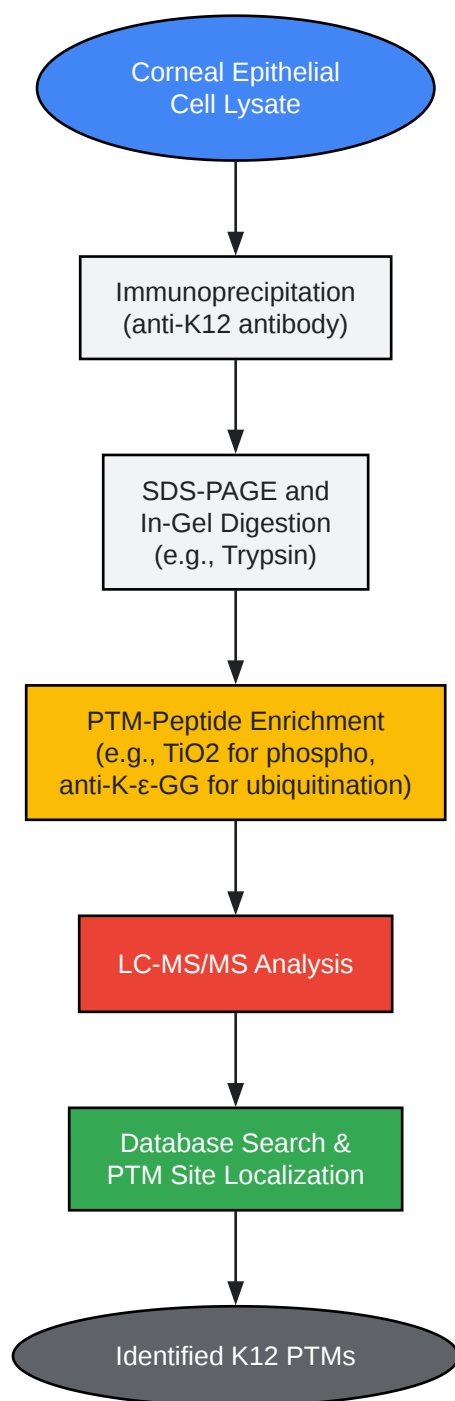 Corneal Epithelial
Cell Lysate
Immunoprecipitation
(anti-K12 antibody)
SDS-PAGE and
In-Gel Digestion
(e.g., Trypsin)
PTM-Peptide Enrichment
(e.g., TiO2 for phospho,
anti-K-ε-GG for ubiquitination)
LC-MS/MS Analysis
Database Search &
PTM Site Localization
Identified K12 PTMs